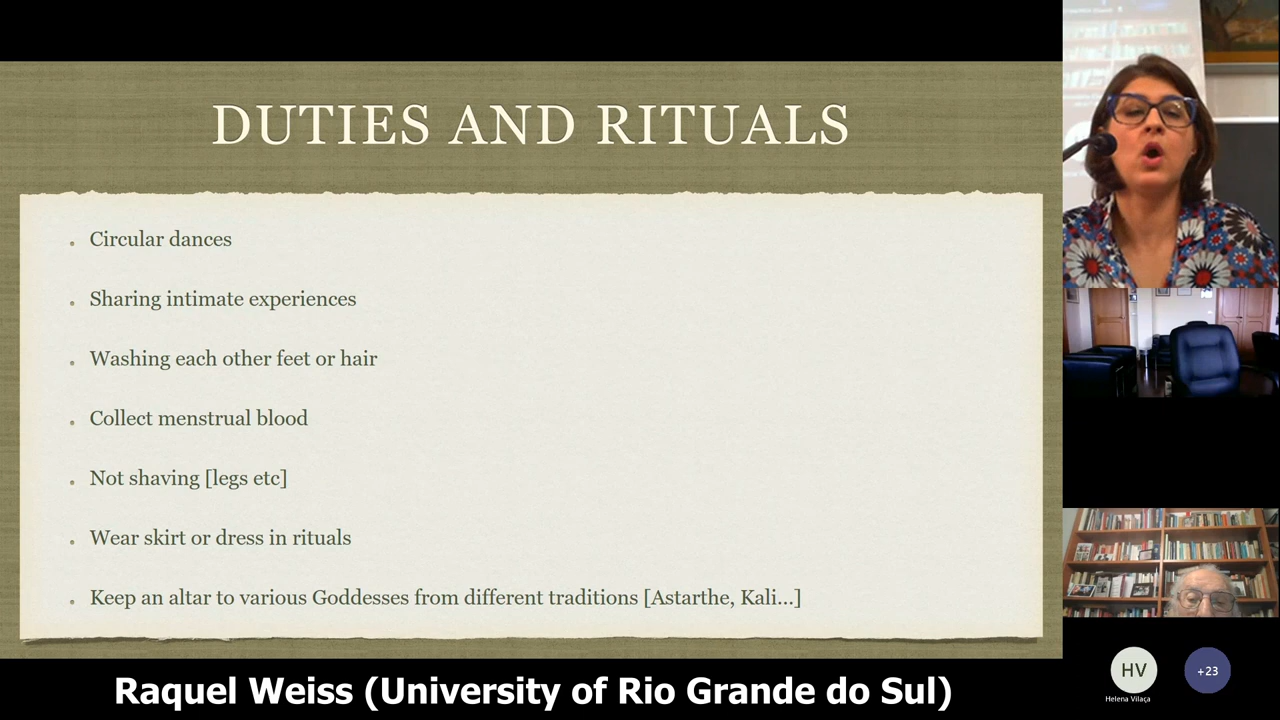 DUTIES AND RITUALS
Circular dances
Sharing intimate experiences
Washing each other feet or hair
Collect menstrual blood
Not shaving [legs etc]
Wear skirt or dress in rituals
Keep an altar to various Goddesses from different traditions [Astarthe, Kali...]
HV
+23
Helena Vilaça
Raquel Weiss (University of Rio Grande do Sul)